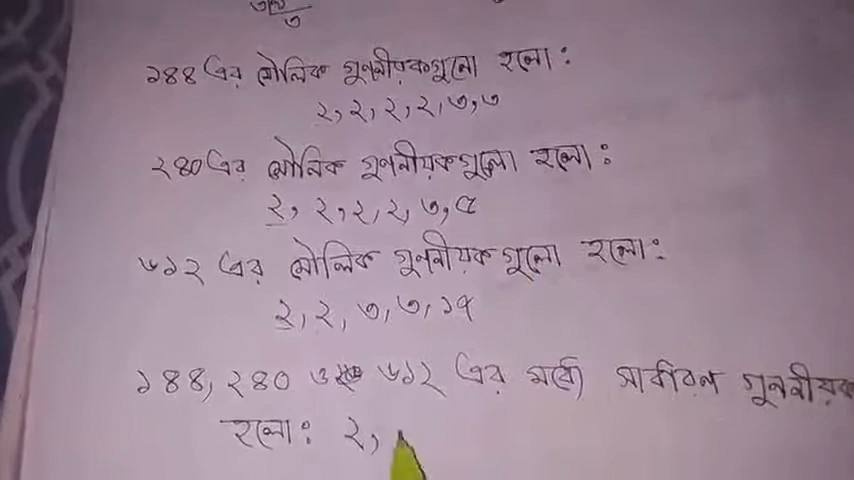 ১৪৪ এর মৌলিক গুণনীয়কগুলো হলো:
২, ২, ২, ২, ৩, ৩
২৪০ এর মৌলিক গুণনীয়কগুলো হলো:
২, ২, ২, ২, ৩, ৫
৬১২ এর মৌলিক গুণনীয়কগুলো হলো:
২, ২, ৩, ৩, ১৭
১৪৪, ২৪০ ও ৬১২ এর মধ্যে সাধারণ গুণনীয়ক
হলো: ২,